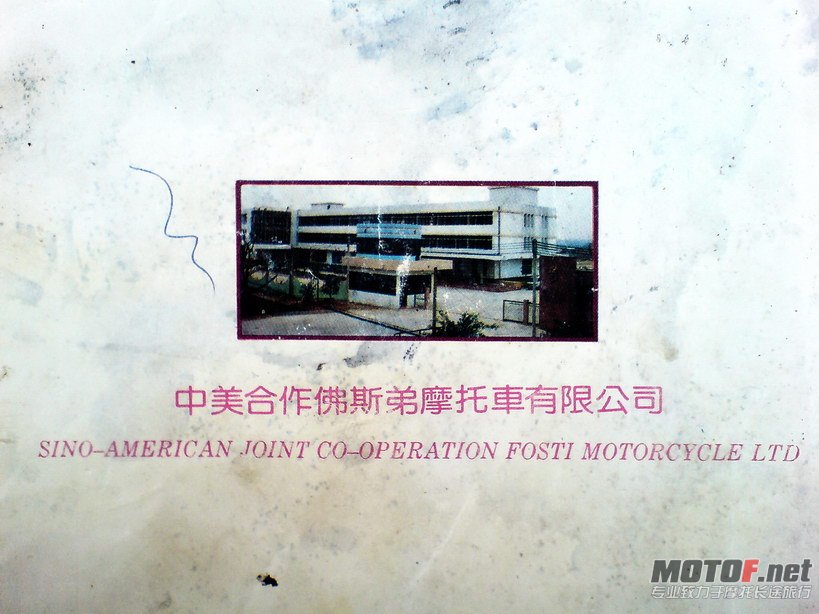 中美合作佛斯弟摩托車有限公司
SINO-AMERICAN JOINT CO-OPERATION FOSTI MOTORCYCLE LTD
MOTOF.net
专业致力于摩托长途旅行